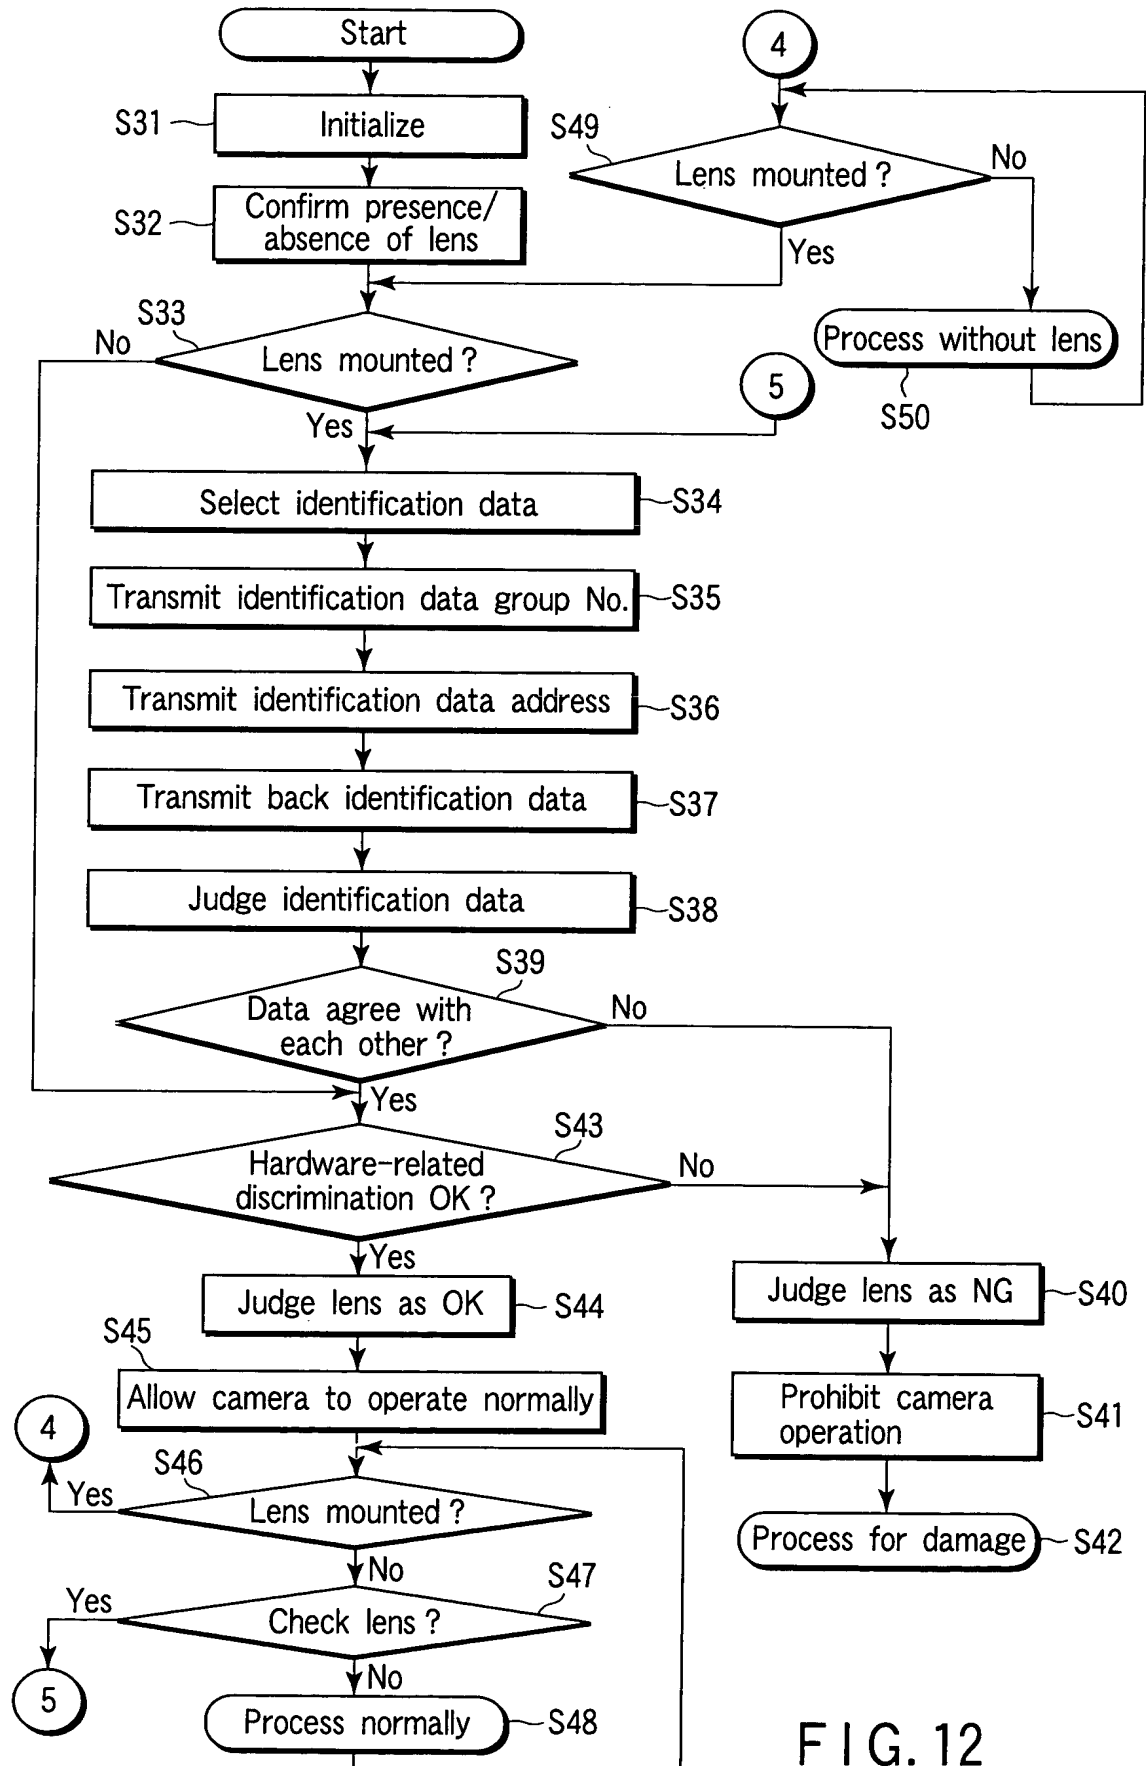 Start
S31
Initialize
S32
Confirm presence/
absence of lens
S33
Lens mounted?
No
Yes
4
S49
Lens mounted?
No
Yes
Process without lens
S50
5
Select identification data
S34
Transmit identification data group No.
S35
Transmit identification data address
S36
Transmit back identification data
S37
Judge identification data
S38
S39
Data agree with
each other?
No
Yes
S43
Hardware-related
discrimination OK?
No
Yes
Judge lens as OK
S44
S45
Allow camera to operate normally
4
S46
Yes
Lens mounted?
No
S47
Yes
Check lens?
5
No
Process normally
S48
Judge lens as NG
S40
Prohibit camera
operation
S41
Process for damage
S42
FIG. 12